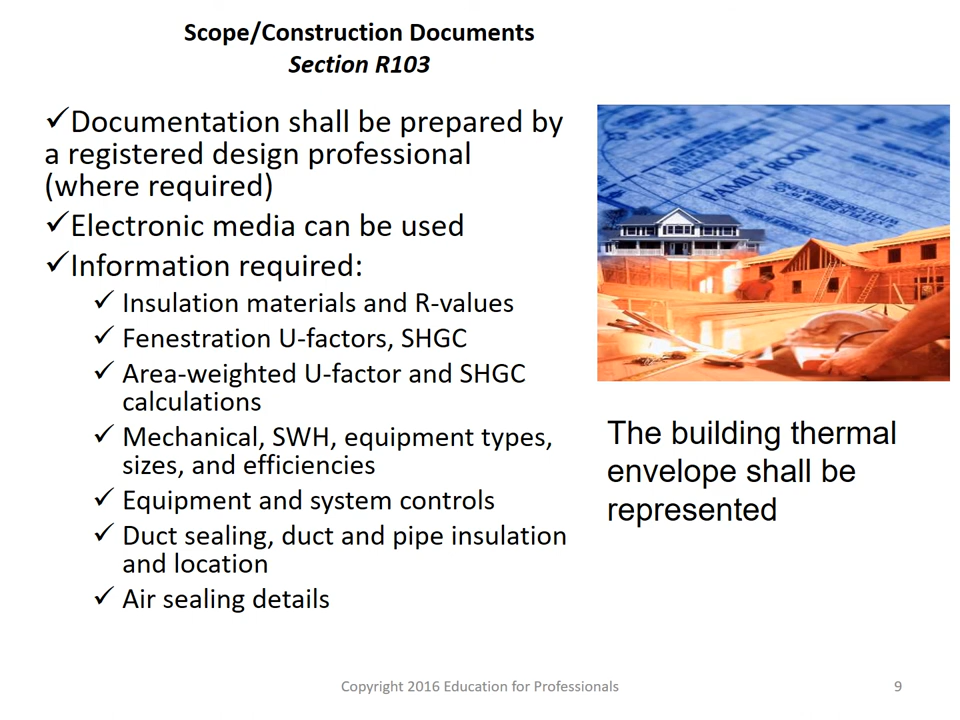 Scope/Construction Documents
Section R103
✓Documentation shall be prepared by
a registered design professional
(where required)
✓Electronic media can be used
✓Information required:
✓ Insulation materials and R-values
✓ Fenestration U-factors, SHGC
✓ Area-weighted U-factor and SHGC
calculations
✓ Mechanical, SWH, equipment types,
sizes, and efficiencies
✓ Equipment and system controls
✓ Duct sealing, duct and pipe insulation
and location
✓ Air sealing details
FAMILY ROOM
The building thermal
envelope shall be
represented
Copyright 2016 Education for Professionals
9